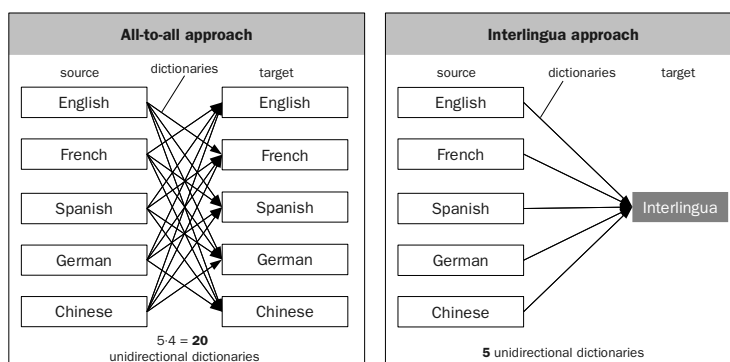 All-to-all approach
source dictionaries target
English English
French French
Spanish Spanish
German German
Chinese Chinese
5·4 = 20
unidirectional dictionaries
Interlingua approach
source dictionaries target
English
French
Spanish Interlingua
German
Chinese
5 unidirectional dictionaries